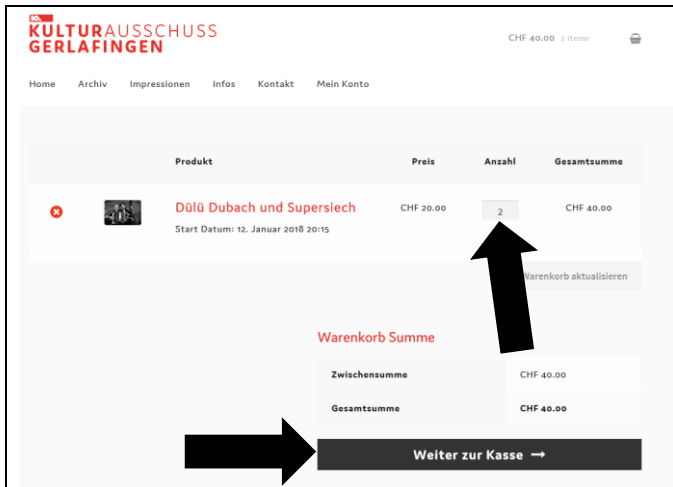 KA
KULTURAUSSCHUSS
GERLAFINGEN
CHF 40.00 2 items
Home Archiv Impressionen Infos Kontakt Mein Konto
Produkt Preis Anzahl Gesamtsumme
Dülü Dubach und Supersiech CHF 20.00 2 CHF 40.00
Start Datum: 12. Januar 2018 20:15
Warenkorb aktualisieren
Warenkorb Summe
Zwischensumme CHF 40.00
Gesamtsumme CHF 40.00
Weiter zur Kasse →